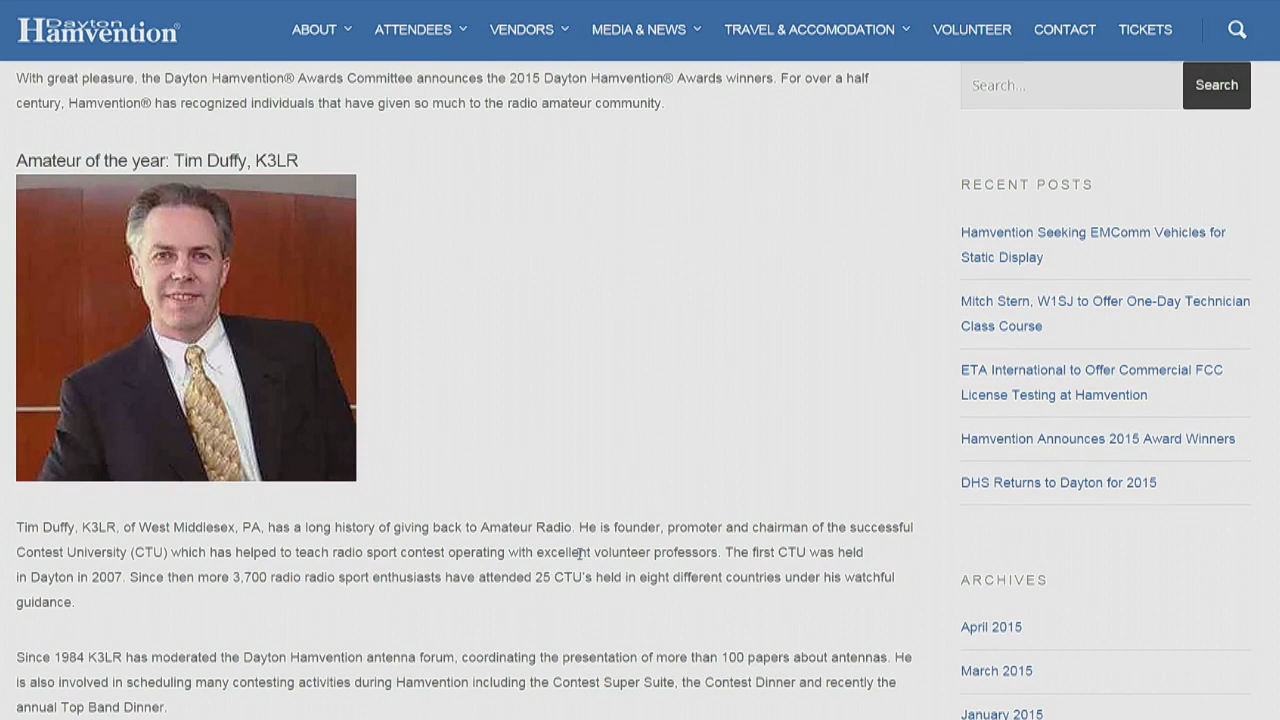 Dayton
Hamvention®
ABOUT
ATTENDEES
VENDORS
MEDIA & NEWS
TRAVEL & ACCOMODATION
VOLUNTEER
CONTACT
TICKETS
With great pleasure, the Dayton Hamvention® Awards Committee announces the 2015 Dayton Hamvention® Awards winners. For over a half
century, Hamvention® has recognized individuals that have given so much to the radio amateur community.
Amateur of the year: Tim Duffy, K3LR
Tim Duffy, K3LR, of West Middlesex, PA, has a long history of giving back to Amateur Radio. He is founder, promoter and chairman of the successful
Contest University (CTU) which has helped to teach radio sport contest operating with excellent volunteer professors. The first CTU was held
in Dayton in 2007. Since then more 3,700 radio radio sport enthusiasts have attended 25 CTU's held in eight different countries under his watchful
guidance.
Since 1984 K3LR has moderated the Dayton Hamvention antenna forum, coordinating the presentation of more than 100 papers about antennas. He
is also involved in scheduling many contesting activities during Hamvention including the Contest Super Suite, the Contest Dinner and recently the
annual Top Band Dinner.
Search...
Search
RECENT POSTS
Hamvention Seeking EMComm Vehicles for
Static Display
Mitch Stern, W1SJ to Offer One-Day Technician
Class Course
ETA International to Offer Commercial FCC
License Testing at Hamvention
Hamvention Announces 2015 Award Winners
DHS Returns to Dayton for 2015
ARCHIVES
April 2015
March 2015
January 2015